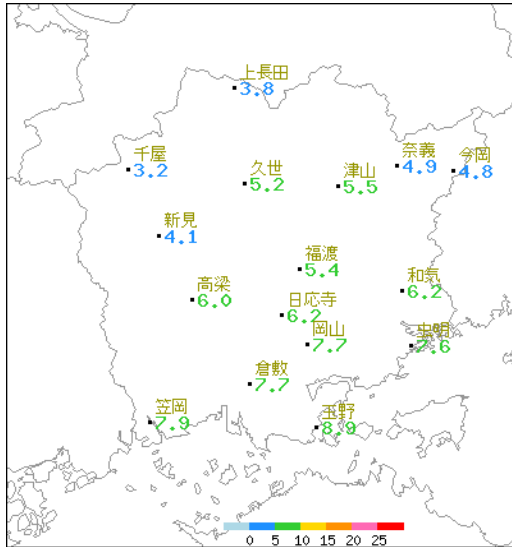 上長田
3.8
千屋
3.2
久世
5.2
津山
5.5
奈義
4.9
今岡
4.8
新見
4.1
福渡
5.4
高梁
6.0
日応寺
6.2
和気
6.2
岡山
7.7
虫明
7.6
倉敷
7.7
笠岡
7.9
玉野
8.9
0 5 10 15 20 25